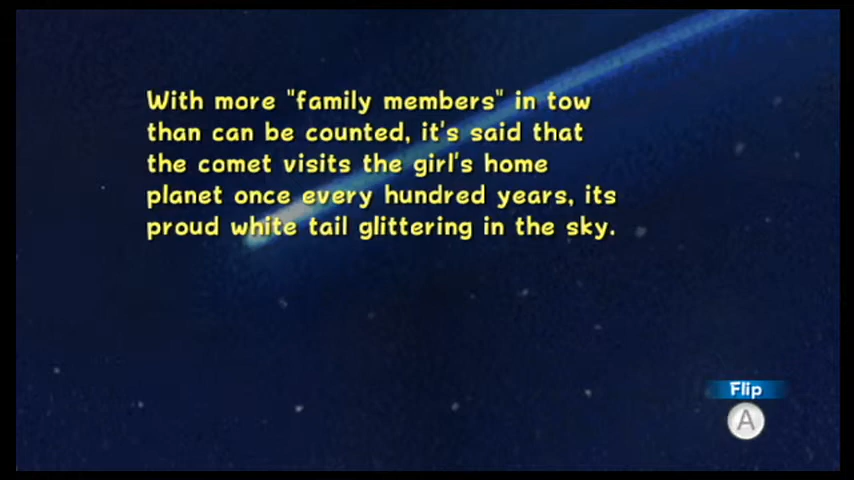 With more "family members" in tow
than can be counted, it's said that
the comet visits the girl's home
planet once every hundred years, its
proud white tail glittering in the sky.
Flip
A